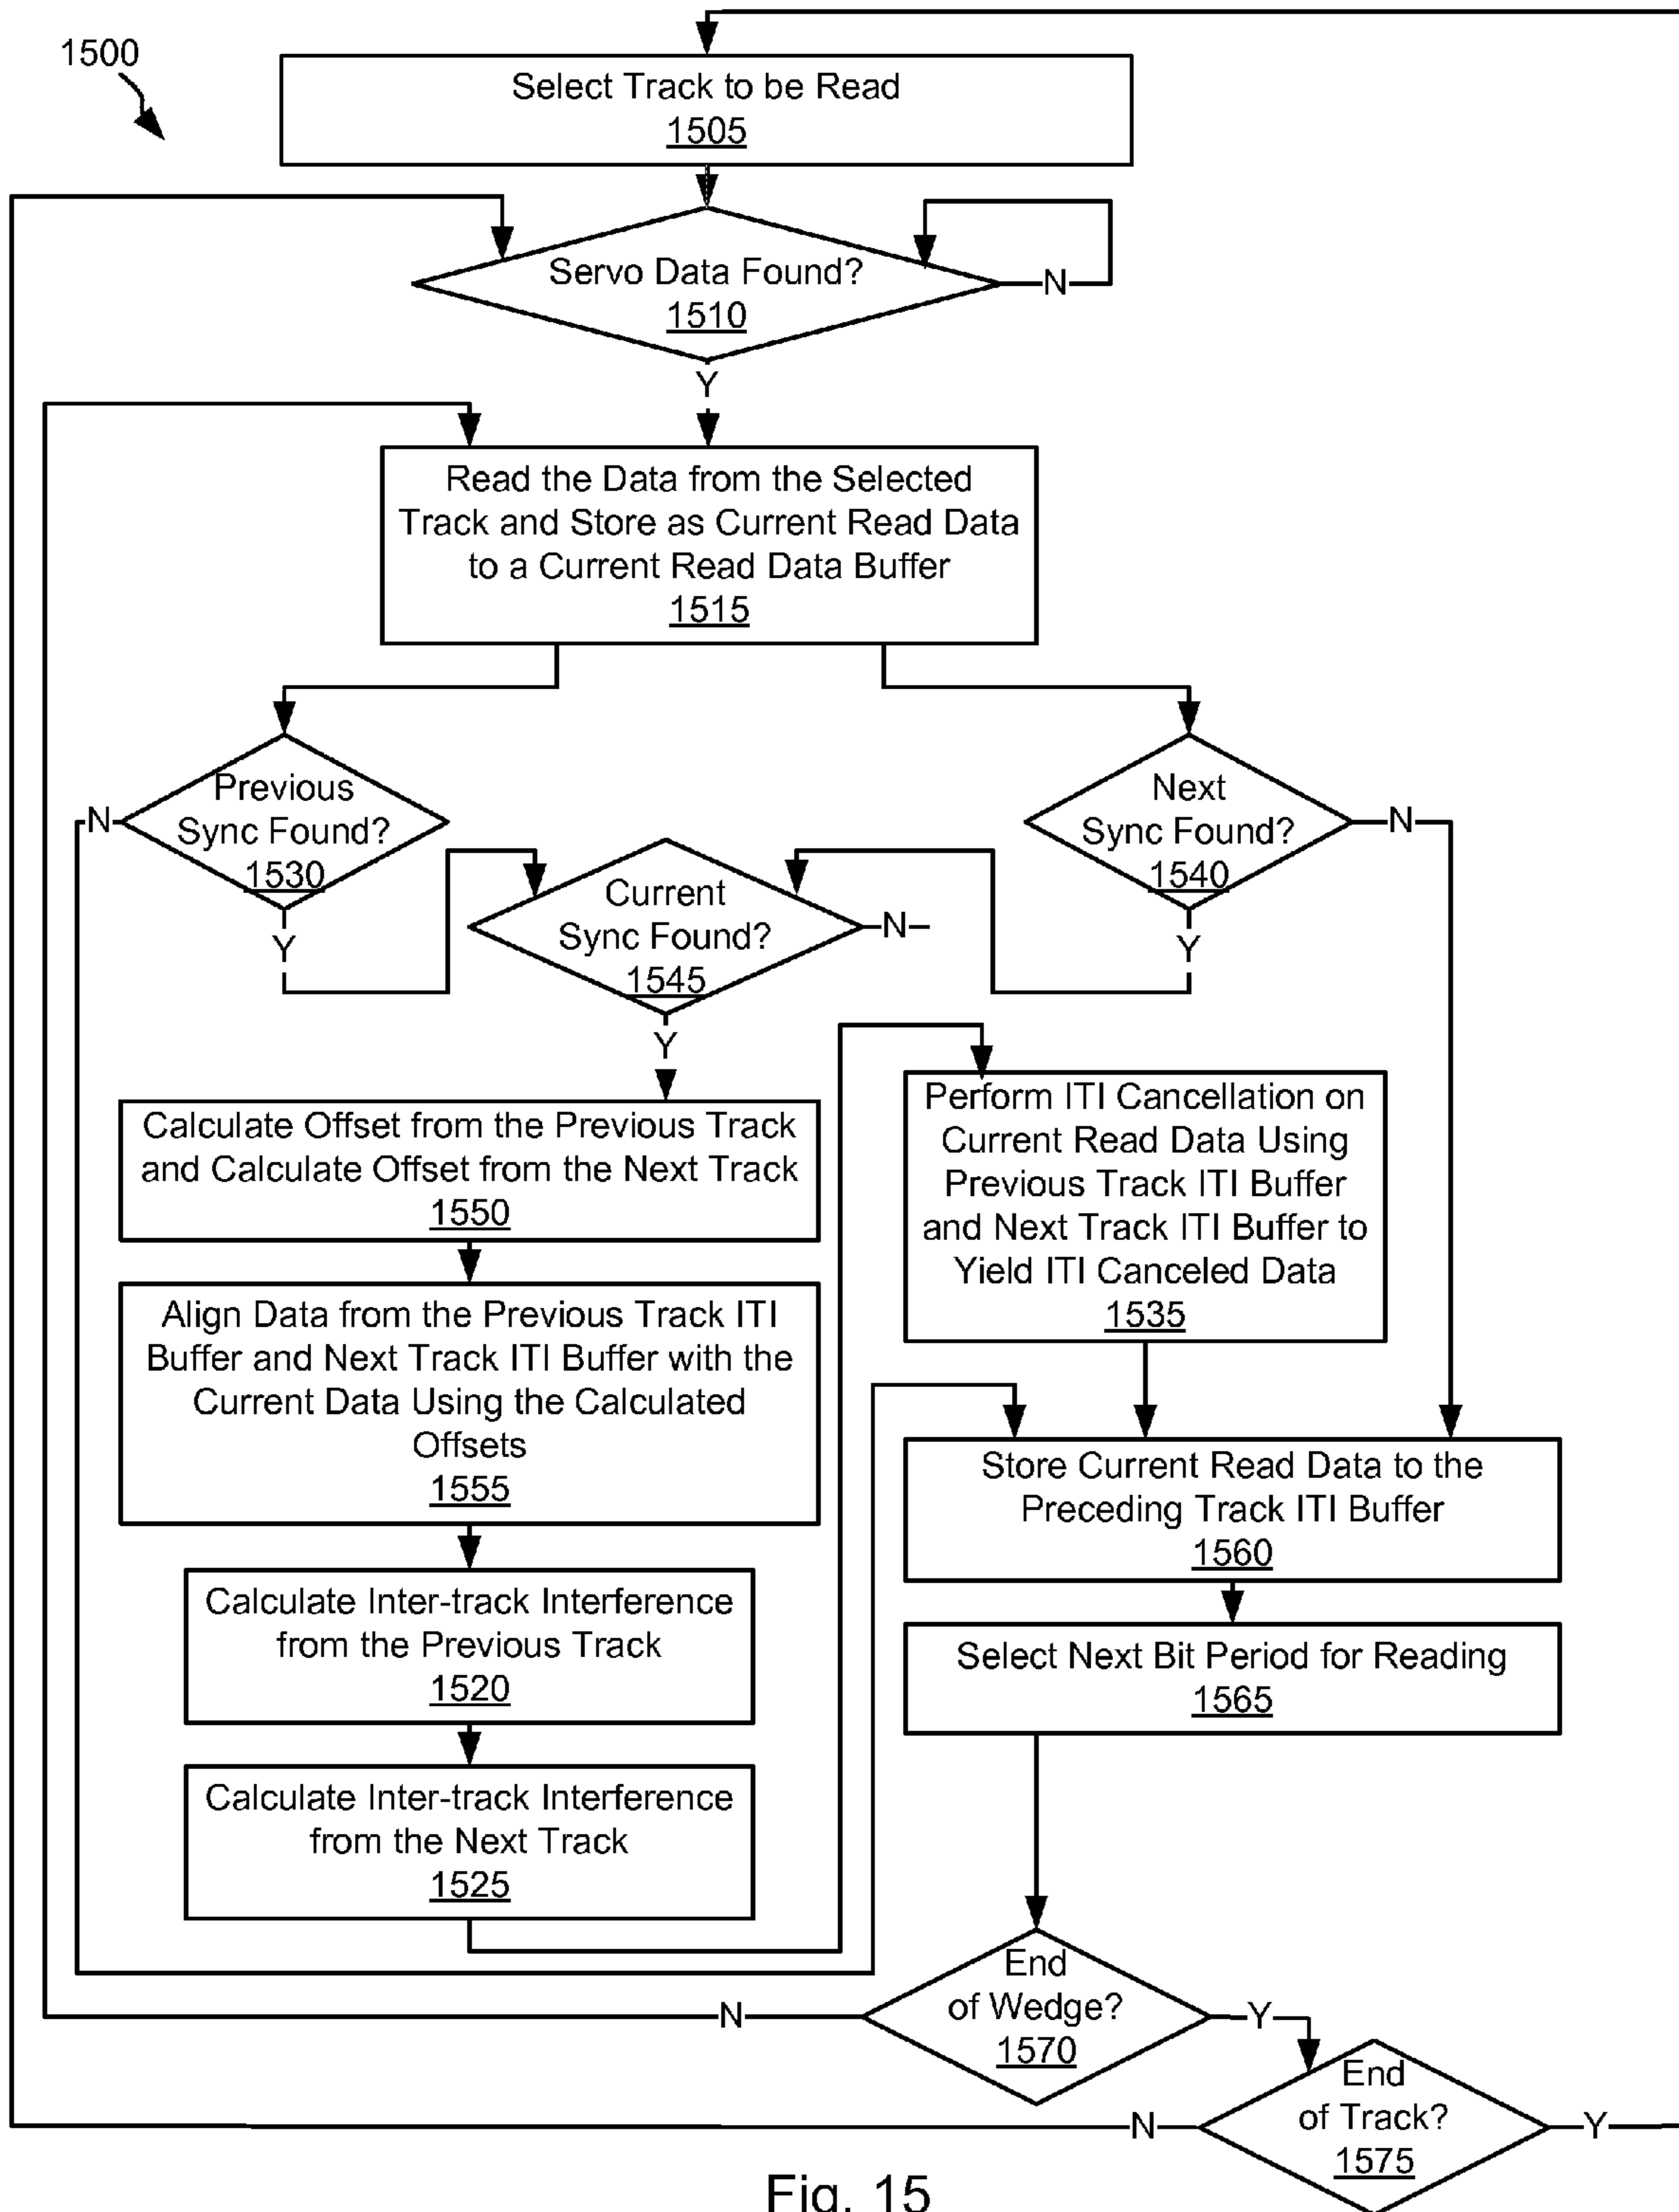 1500
Select Track to be Read
1505
Servo Data Found?
1510
N
Y
Read the Data from the Selected
Track and Store as Current Read Data
to a Current Read Data Buffer
1515
Previous
Sync Found?
1530
N
Y
Next
Sync Found?
1540
N
Y
Current
Sync Found?
1545
N
Y
Calculate Offset from the Previous Track
and Calculate Offset from the Next Track
1550
Align Data from the Previous Track ITI
Buffer and Next Track ITI Buffer with the
Current Data Using the Calculated
Offsets
1555
Calculate Inter-track Interference
from the Previous Track
1520
Calculate Inter-track Interference
from the Next Track
1525
Perform ITI Cancellation on
Current Read Data Using
Previous Track ITI Buffer
and Next Track ITI Buffer to
Yield ITI Canceled Data
1535
Store Current Read Data to the
Preceding Track ITI Buffer
1560
Select Next Bit Period for Reading
1565
End
of Wedge?
1570
N
Y
End
of Track?
1575
N
Y
Fig. 15